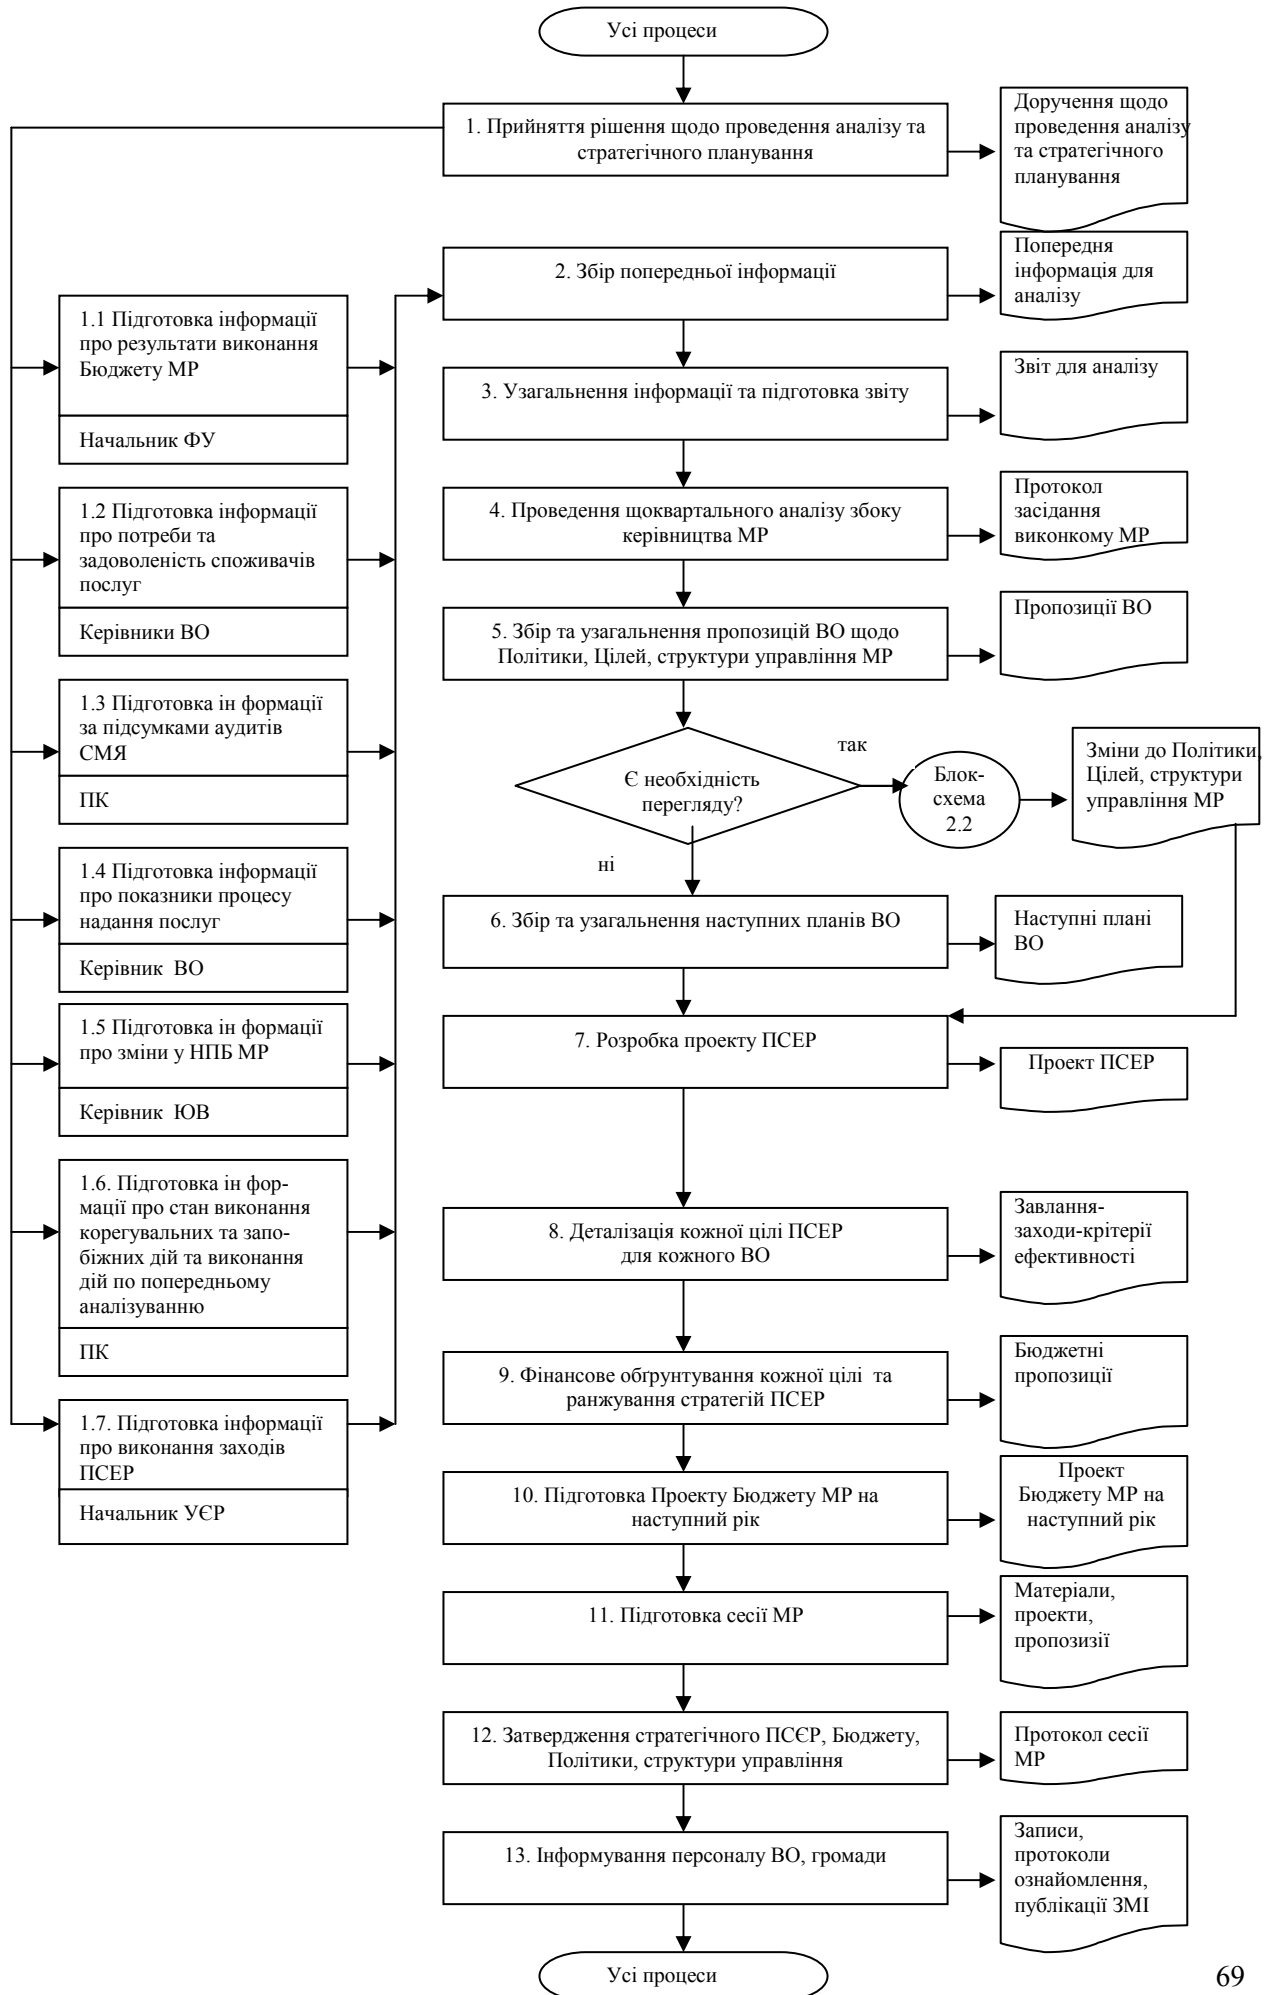 Усі процеси
1. Прийняття рішення щодо проведення аналізу та
стратегічного планування
Доручення щодо
проведення аналізу
та стратегічного
планування
2. Збір попередньої інформації
Попередня
інформація для
аналізу
1.1 Підготовка інформації
про результати виконання
Бюджету МР
Начальник ФУ
3. Узагальнення інформації та підготовка звіту
Звіт для аналізу
1.2 Підготовка інформації
про потреби та
задоволеність споживачів
послуг
Керівники ВО
4. Проведення щоквартального аналізу збоку
керівництва МР
Протокол
засідання
виконкому МР
5. Збір та узагальнення пропозицій ВО щодо
Політики, Цілей, структури управління МР
Пропозиції ВО
1.3 Підготовка ін формації
за підсумками аудитів
СМЯ
ПК
Є необхідність
перегляду?
так
Блок-
схема
2.2
Зміни до Політики,
Цілей, структури
управління МР
ні
1.4 Підготовка інформації
про показники процесу
надання послуг
Керівник ВО
6. Збір та узагальнення наступних планів ВО
Наступні плані
ВО
1.5 Підготовка ін формації
про зміни у НПБ МР
Керівник ЮВ
7. Розробка проекту ПСЕР
Проект ПСЕР
1.6. Підготовка ін фор-
мації про стан виконання
корегувальних та запо-
біжних дій та виконання
дій по попередньому
аналізуванню
ПК
8. Деталізація кожної цілі ПСЕР
для кожного ВО
Завлання-
заходи-крітерії
ефективності
9. Фінансове обґрунтування кожної цілі та
ранжування стратегій ПСЕР
Бюджетні
пропозиції
1.7. Підготовка інформації
про виконання заходів
ПСЕР
Начальник УЄР
10. Підготовка Проекту Бюджету МР на
наступний рік
Проект
Бюджету МР на
наступний рік
11. Підготовка сесії МР
Матеріали,
проекти,
пропозизії
12. Затвердження стратегічного ПСЄР, Бюджету,
Політики, структури управління
Протокол сесії
МР
13. Інформування персоналу ВО, громади
Записи,
протоколи
ознайомлення,
публікації ЗМІ
Усі процеси
69